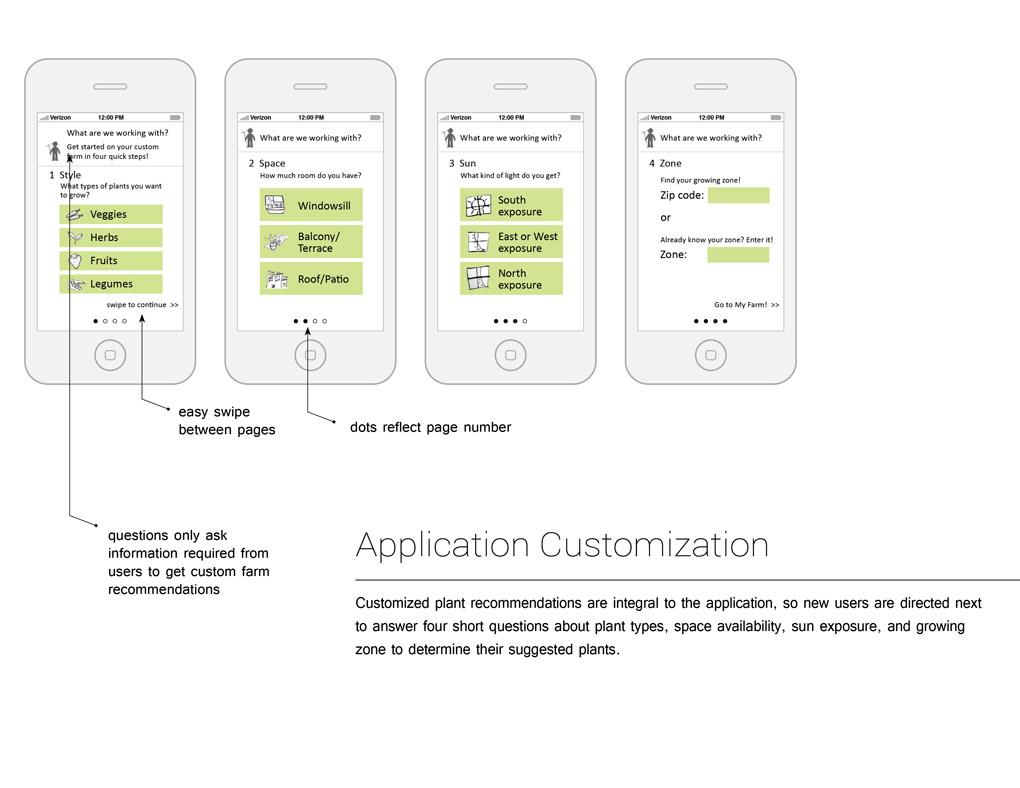 Verizon 12:00 PM
What are we working with?
Get started on your custom
farm in four quick steps!
1 Style
What types of plants you want
to grow?
Veggies
Herbs
Fruits
Legumes
swipe to continue >>
Verizon 12:00 PM
What are we working with?
2 Space
How much room do you have?
Windowsill
Balcony/
Terrace
Roof/Patio
Verizon 12:00 PM
What are we working with?
3 Sun
What kind of light do you get?
South
exposure
East or West
exposure
North
exposure
Verizon 12:00 PM
What are we working with?
4 Zone
Find your growing zone!
Zip code:
or
Already know your zone? Enter it!
Zone:
Go to My Farm! >>
easy swipe
between pages
dots reflect page number
questions only ask
information required from
users to get custom farm
recommendations
Application Customization
Customized plant recommendations are integral to the application, so new users are directed next
to answer four short questions about plant types, space availability, sun exposure, and growing
zone to determine their suggested plants.